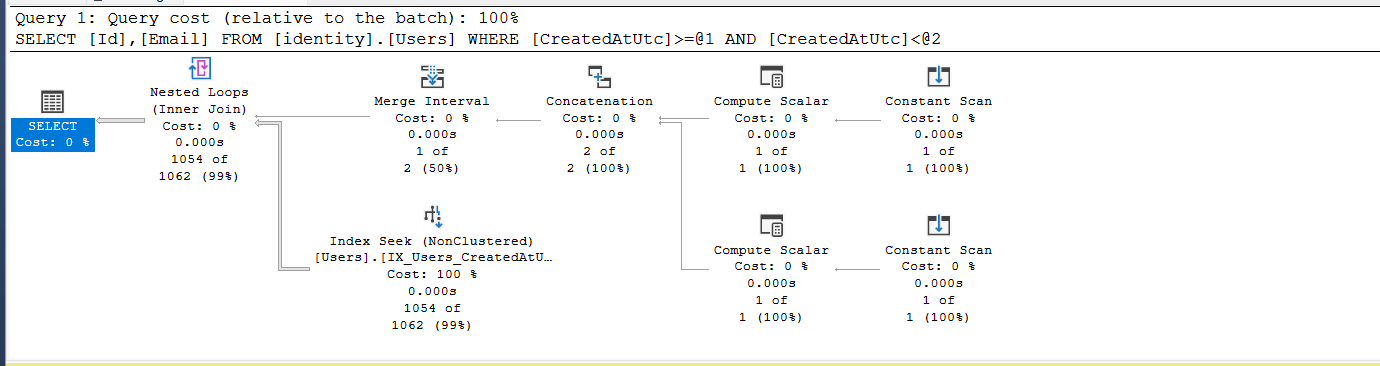 Query 1: Query cost (relative to the batch): 100%
SELECT [Id],[Email] FROM [identity].[Users] WHERE [CreatedAtUtc]>=@1 AND [CreatedAtUtc]<@2
SELECT
Cost: 0 %
Nested Loops
(Inner Join)
Cost: 0 %
0.000s
1054 of
1062 (99%)
Merge Interval
Cost: 0 %
0.000s
1 of
2 (50%)
Concatenation
Cost: 0 %
0.000s
2 of
2 (100%)
Compute Scalar
Cost: 0 %
0.000s
1 of
1 (100%)
Constant Scan
Cost: 0 %
0.000s
1 of
1 (100%)
Index Seek (NonClustered)
[Users].[IX_Users_CreatedAtU…
Cost: 100 %
0.000s
1054 of
1062 (99%)
Compute Scalar
Cost: 0 %
0.000s
1 of
1 (100%)
Constant Scan
Cost: 0 %
0.000s
1 of
1 (100%)